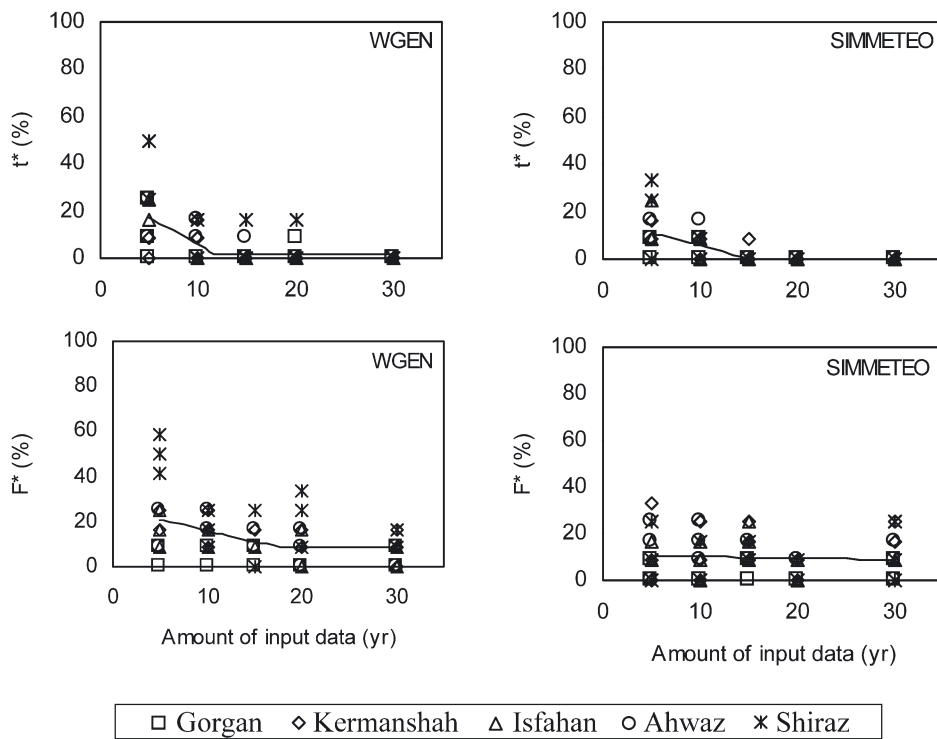 WGEN
t* (%)
100
80
60
40
20
0
0 10 20 30
SIMMETEO
t* (%)
100
80
60
40
20
0
0 10 20 30
WGEN
F* (%)
100
80
60
40
20
0
0 10 20 30
Amount of input data (yr)
SIMMETEO
F* (%)
100
80
60
40
20
0
0 10 20 30
Amount of input data (yr)
Gorgan Kermanshah Isfahan Ahwaz Shiraz